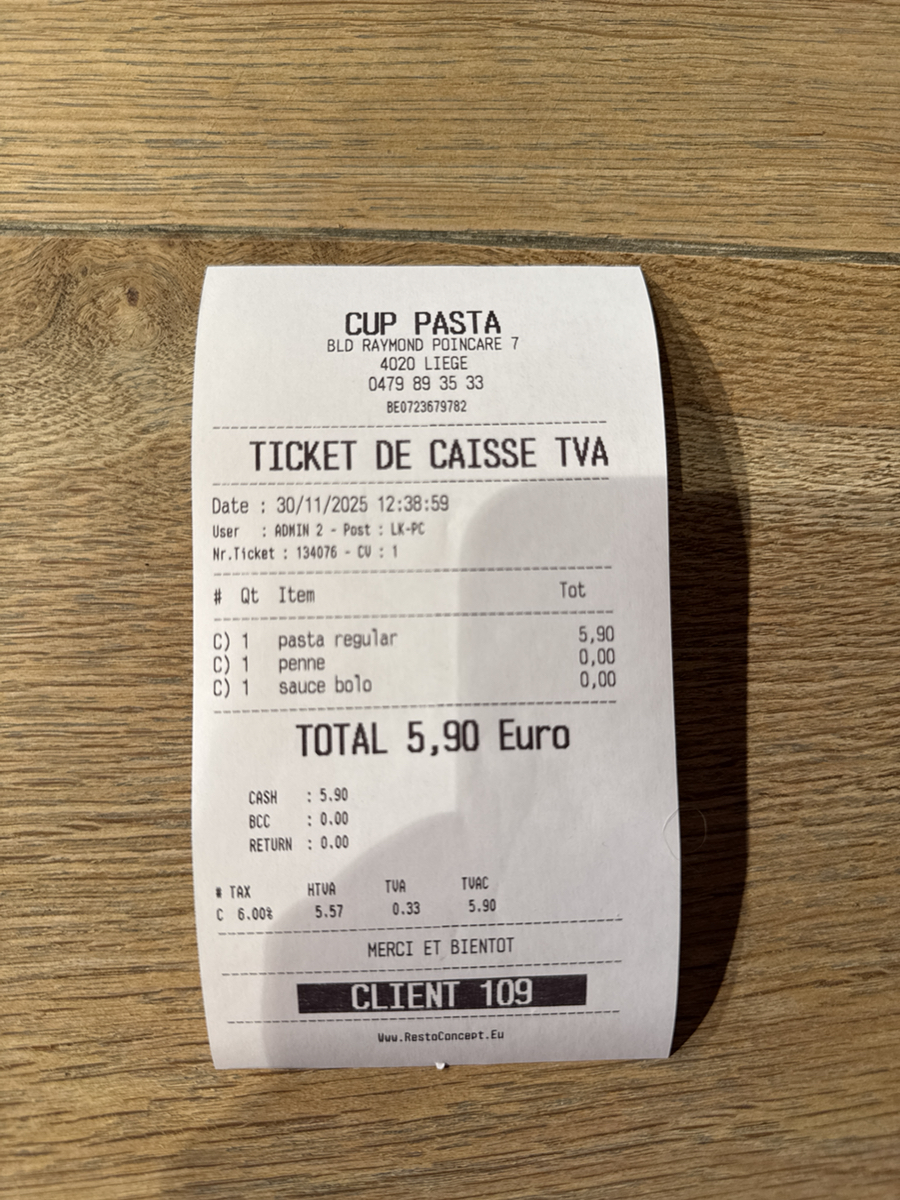 CUP PASTA
BLD RAYMOND POINCARE 7
4020 LIEGE
0479 89 35 33
BE0723679782
TICKET DE CAISSE TVA
Date : 30/11/2025 12:38:59
User : ADMIN 2 - Post : LK-PC
Nr.Ticket : 134076 - CV : 1
# Qt Item Tot
C) 1 pasta regular 5,90
C) 1 penne 0,00
C) 1 sauce bolo 0,00
TOTAL 5,90 Euro
CASH : 5.90
BCC : 0.00
RETURN : 0.00
# TAX HTVA TVA TVAC
C 6.00% 5.57 0.33 5.90
MERCI ET BIENTOT
CLIENT 109
Www.RestoConcept.Eu